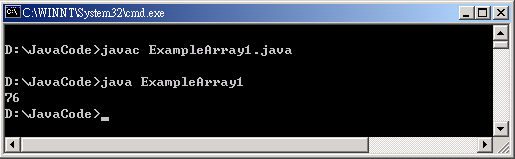 C:\WINNT\System32\cmd.exe
D:\JavaCode>javac ExampleArray1.java
D:\JavaCode>java ExampleArray1
76
D:\JavaCode>_